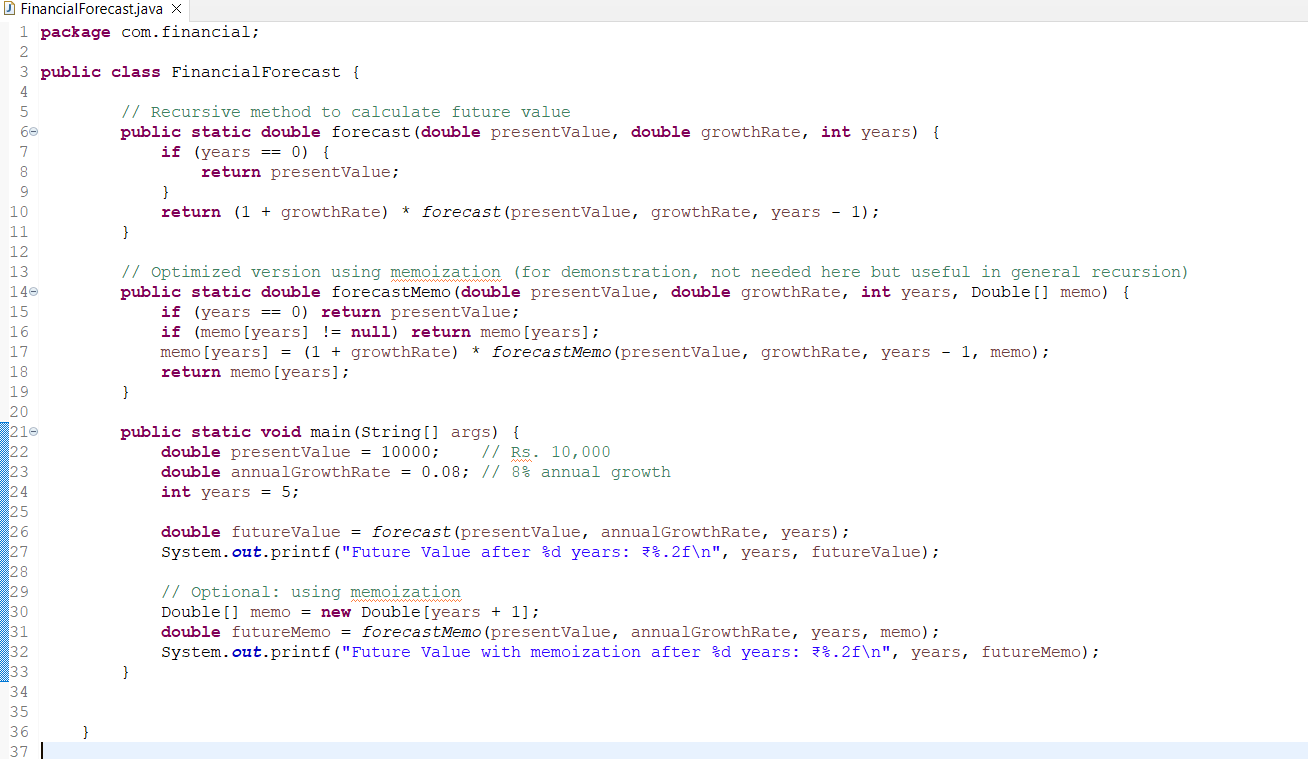 FinancialForecast.java
1 package com.financial;
2
3 public class FinancialForecast {
4
5 // Recursive method to calculate future value
6 public static double forecast(double presentValue, double growthRate, int years) {
7 if (years == 0) {
8 return presentValue;
9 }
10 return (1 + growthRate) * forecast(presentValue, growthRate, years - 1);
11 }
12
13 // Optimized version using memoization (for demonstration, not needed here but useful in general recursion)
14 public static double forecastMemo(double presentValue, double growthRate, int years, Double[] memo) {
15 if (years == 0) return presentValue;
16 if (memo[years] != null) return memo[years];
17 memo[years] = (1 + growthRate) * forecastMemo(presentValue, growthRate, years - 1, memo);
18 return memo[years];
19 }
20
21 public static void main(String[] args) {
22 double presentValue = 10000; // Rs. 10,000
23 double annualGrowthRate = 0.08; // 8% annual growth
24 int years = 5;
25
26 double futureValue = forecast(presentValue, annualGrowthRate, years);
27 System.out.printf("Future Value after %d years: ₹%.2f\n", years, futureValue);
28
29 // Optional: using memoization
30 Double[] memo = new Double[years + 1];
31 double futureMemo = forecastMemo(presentValue, annualGrowthRate, years, memo);
32 System.out.printf("Future Value with memoization after %d years: ₹%.2f\n", years, futureMemo);
33 }
34
35
36 }
37